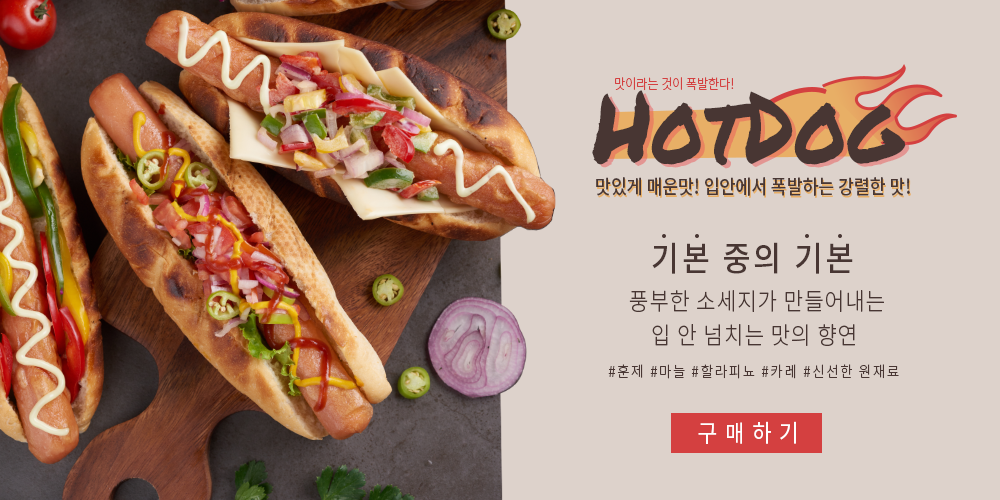 맛이라는 것이 폭발한다!
HOTDOG
맛있게 매운맛! 입안에서 폭발하는 강렬한 맛!
기본 중의 기본
풍부한 소세지가 만들어내는
입 안 넘치는 맛의 향연
#훈제 #마늘 #할라피뇨 #카레 #신선한 원재료
구매하기